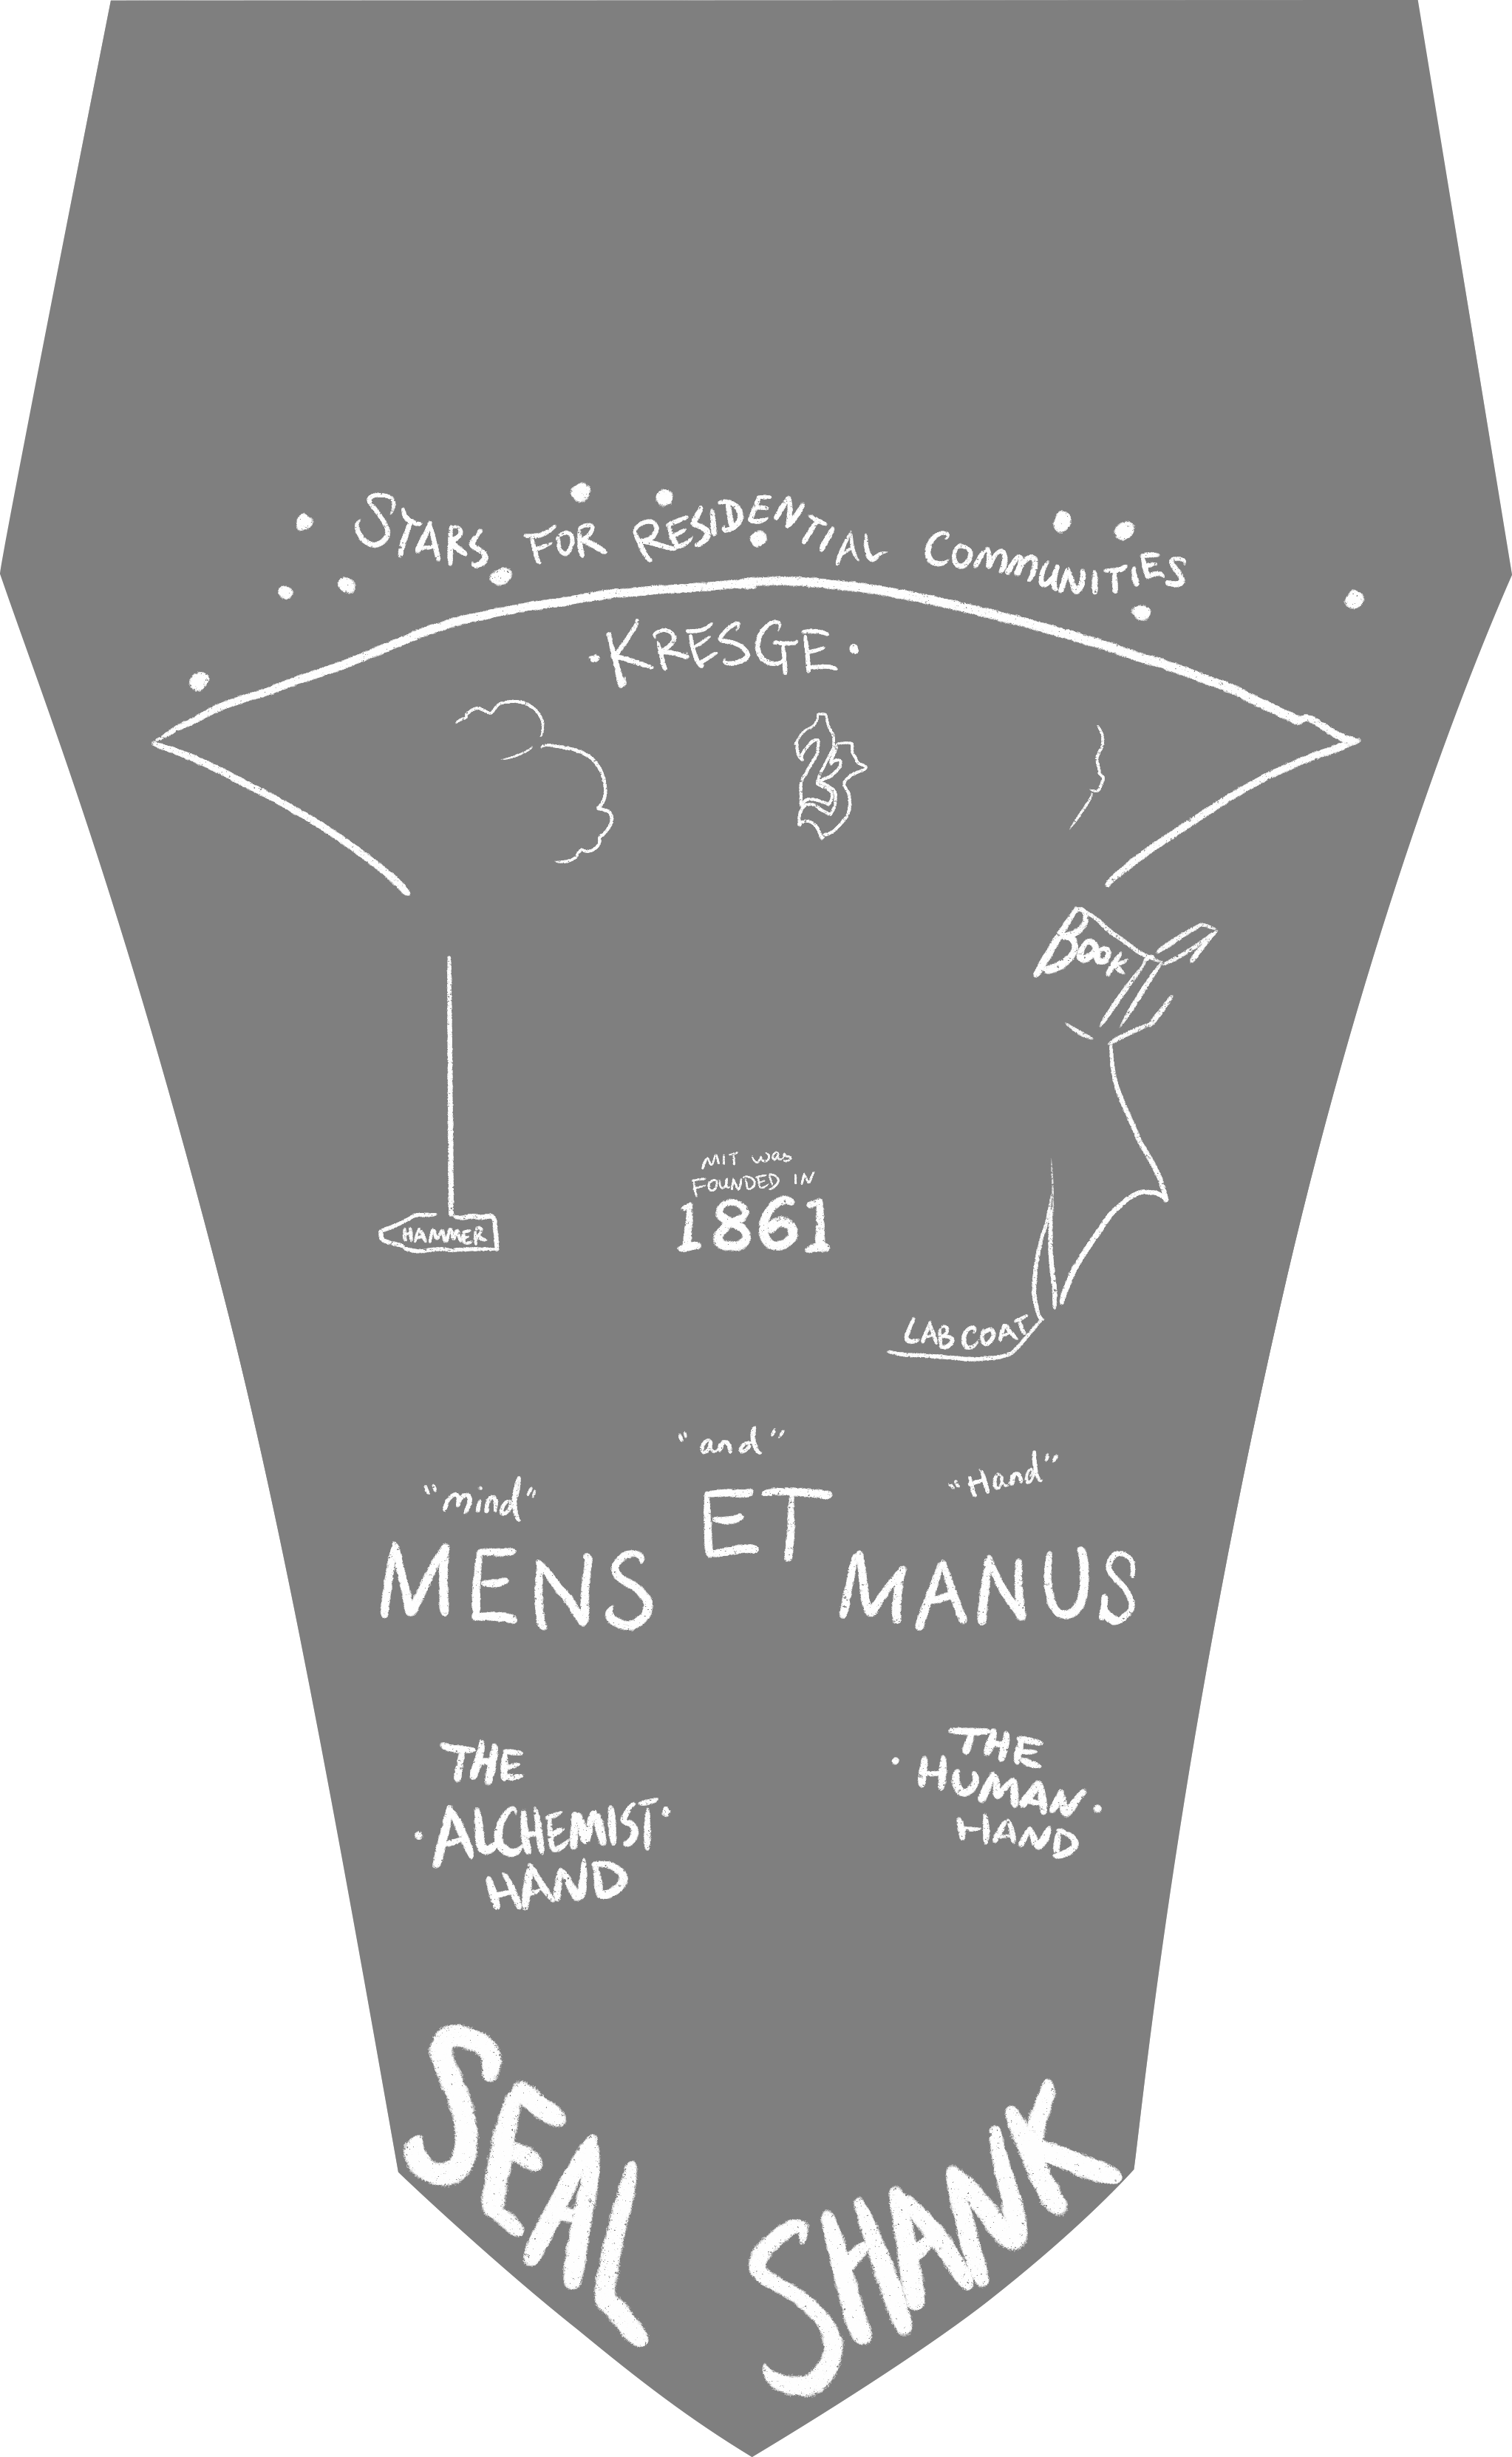 STARS FOR RESIDENTIAL COMMUNITIES
·KRESGE·
BOOK
MIT was
FOUNDED IN
1861
HAMMER
LAB COAT
"mind" "and" "Hand"
MENS ET MANUS
THE
·ALCHEMIST·
HAND
THE
·HUMAN·
HAND
SEAL SHANK